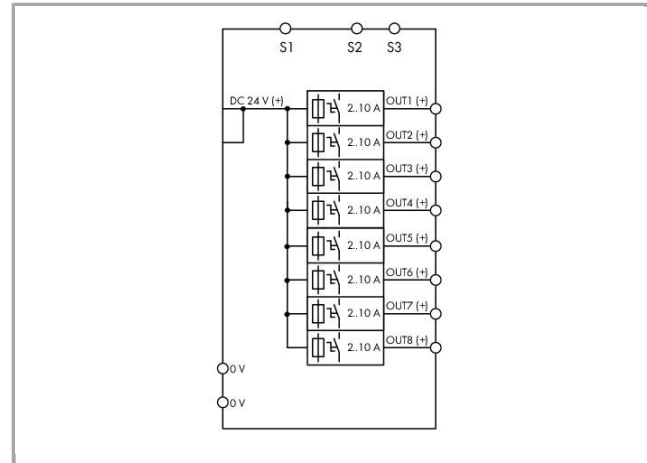 S1 S2 S3
DC 24 V (+)
2..10 A OUT1 (+)
2..10 A OUT2 (+)
2..10 A OUT3 (+)
2..10 A OUT4 (+)
2..10 A OUT5 (+)
2..10 A OUT6 (+)
2..10 A OUT7 (+)
2..10 A OUT8 (+)
0 V
0 V